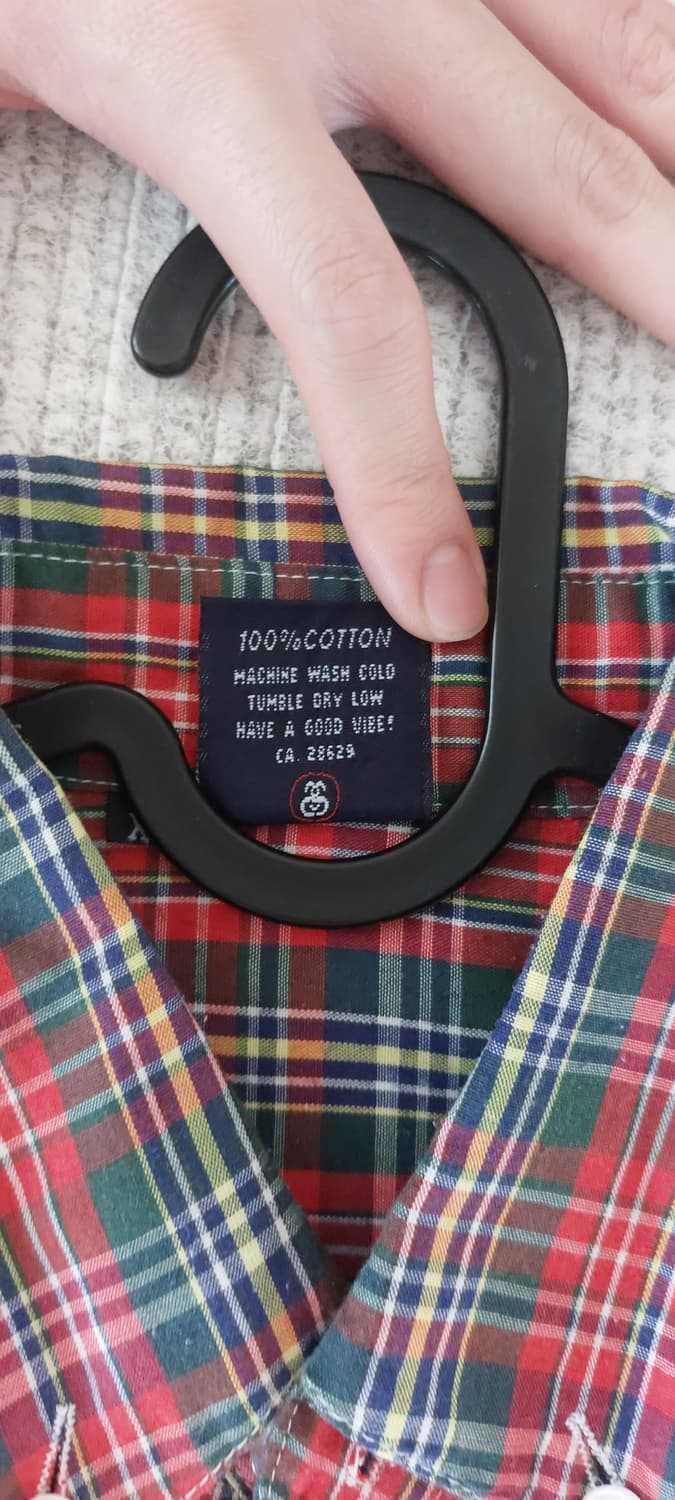 100%COTTON
MACHINE WASH COLD
TUMBLE DRY LOW
HAVE A GOOD VIBE!
CA. 28629